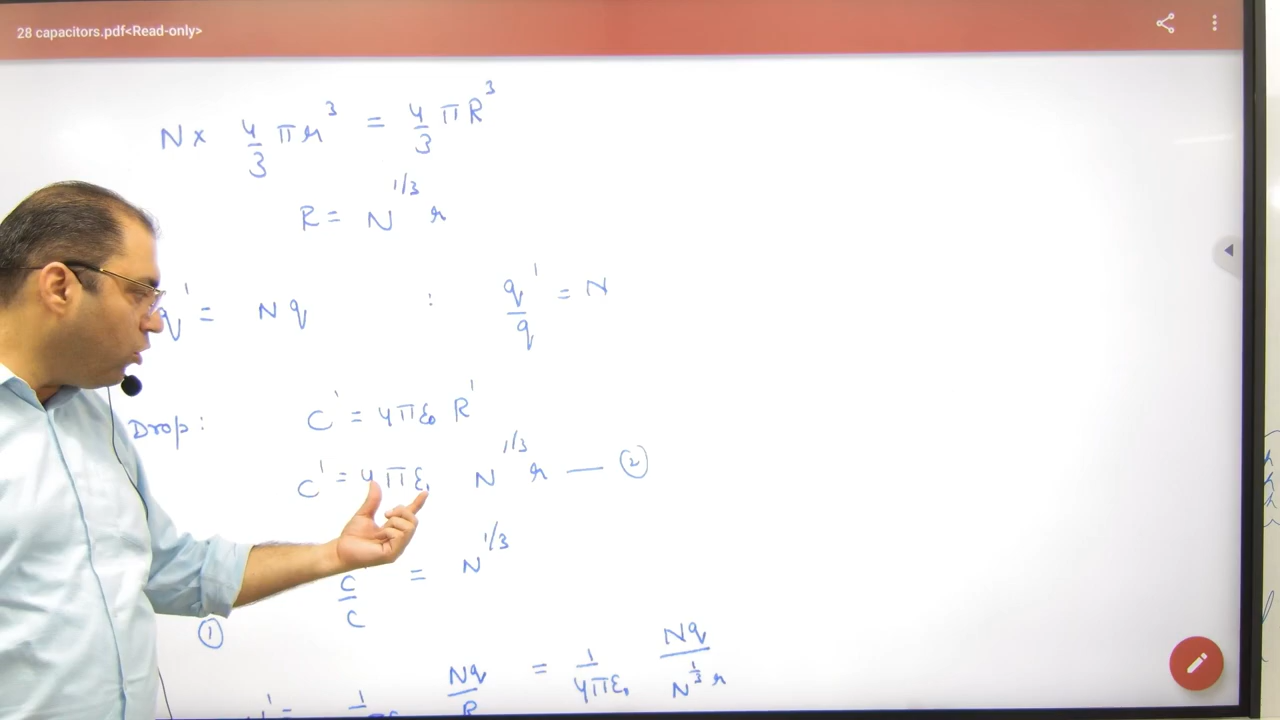 28 capacitors.pdf<Read-only>
N × 4/3 π r³ = 4/3 π R³
R = N^1/3 r
q' = N q : q'/q = N
Drop: C' = 4πε₀ R'
C' = 4πε₀ N^1/3 r — ②
C'/C = N^1/3
①
Nq/R = 1/4πε₀ Nq/N^1/3 r